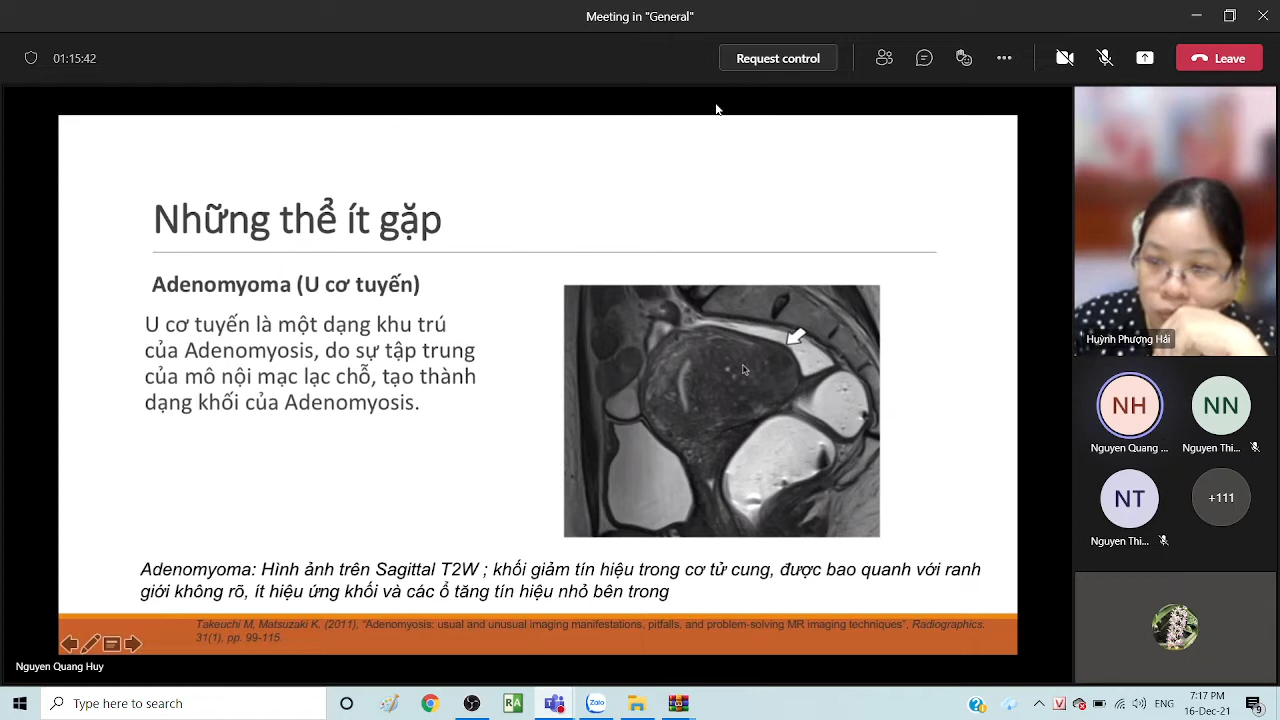 Meeting in "General"
01:15:42
Request control
Leave
Những thể ít gặp
Adenomyoma (U cơ tuyến)
U cơ tuyến là một dạng khu trú
của Adenomyosis, do sự tập trung
của mô nội mạc lạc chỗ, tạo thành
dạng khối của Adenomyosis.
Adenomyoma: Hình ảnh trên Sagittal T2W ; khối giảm tín hiệu trong cơ tử cung, được bao quanh với ranh
giới không rõ, ít hiệu ứng khối và các ổ tăng tín hiệu nhỏ bên trong
Takeuchi M, Matsuzaki K. (2011), "Adenomyosis: usual and unusual imaging manifestations, pitfalls, and problem-solving MR imaging techniques", Radiographics.
31(1), pp. 99-115.
Nguyen Quang Huy
Huỳnh Phượng Hải
NH
NN
Nguyen Quang ...
Nguyen Thi...
NT
+111
Nguyen Thi...
Type here to search
RA
Zalo
V
ENG
7:17 PM
16-Dec-21
9